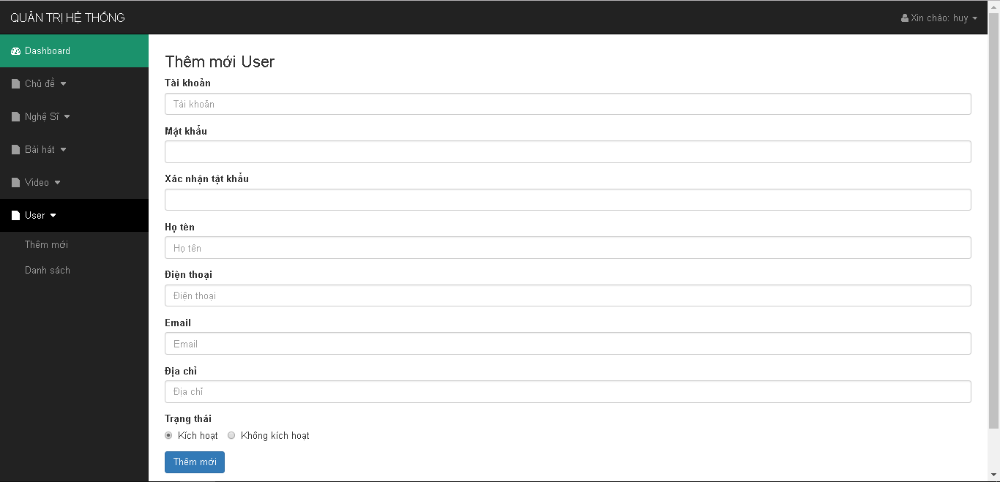 QUẢN TRỊ HỆ THỐNG
Xin chào: huy
Dashboard
Chủ đề
Nghệ Sĩ
Bài hát
Video
User
Thêm mới
Danh sách
Thêm mới User
Tài khoản
Tài khoản
Mật khẩu
Xác nhận tật khẩu
Họ tên
Họ tên
Điện thoại
Điện thoại
Email
Email
Địa chỉ
Địa chỉ
Trạng thái
Kích hoạt Không kích hoạt
Thêm mới